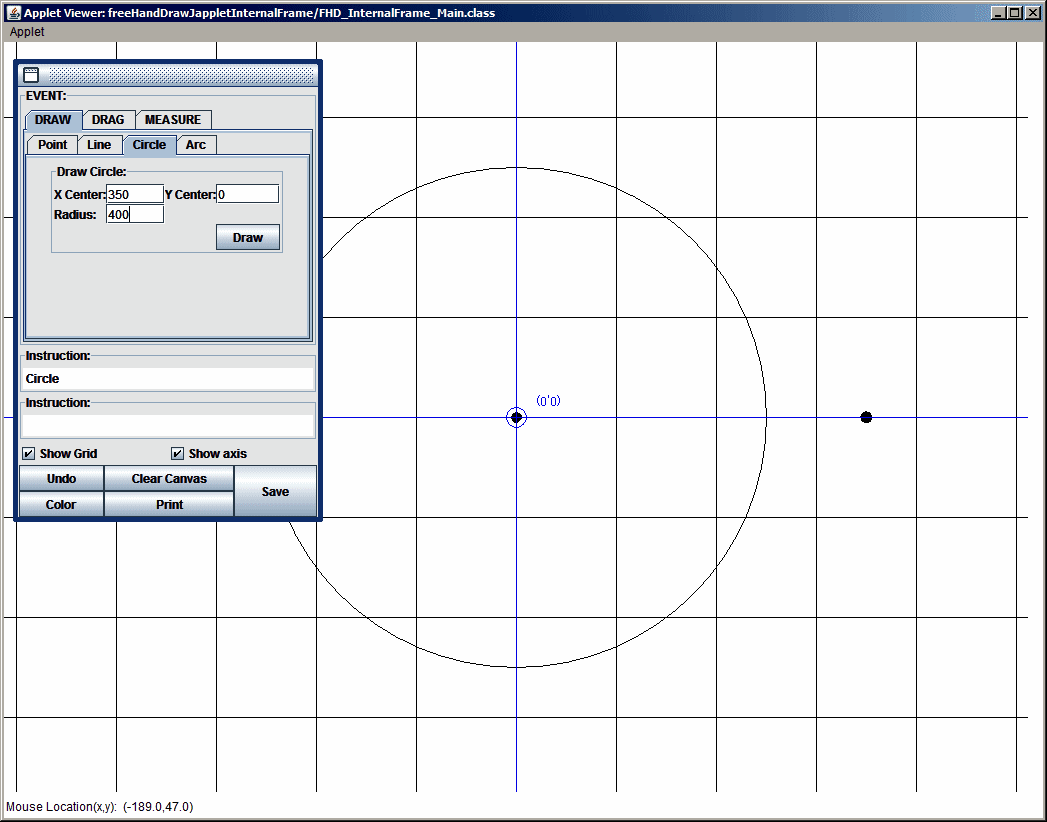 Applet Viewer: freeHandDrawJappletInternalFrame/FHD_InternalFrame_Main.class
Applet
EVENT:
DRAW DRAG MEASURE
Point Line Circle Arc
Draw Circle:
X Center: 350 Y Center: 0
Radius: 400
Draw
(0'0)
Instruction:
Circle
Instruction:
Show Grid Show axis
Undo Clear Canvas Save
Color Print
Mouse Location(x,y): (-189.0,47.0)